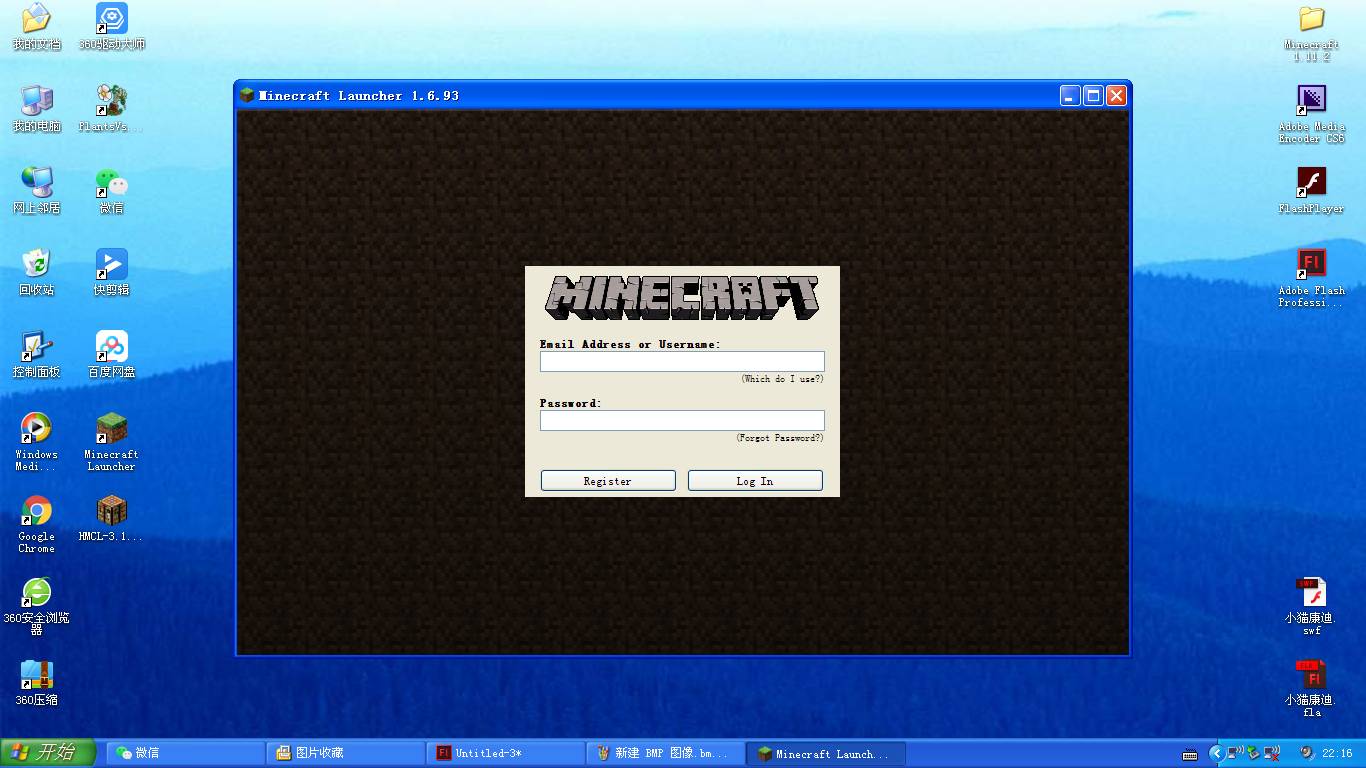 我的文档
360驱动大师
我的电脑
PlantsVs...
网上邻居
微信
回收站
快剪辑
控制面板
百度网盘
Windows
Medi...
Minecraft
Launcher
Google
Chrome
HMCL-3.1...
360安全浏览
器
360压缩
Minecraft Launcher 1.6.93
MINECRAFT
Email Address or Username:
(Which do I use?)
Password:
(Forgot Password?)
Register
Log In
Minecraft
1.11.2
Adobe Media
Encoder CS6
FlashPlayer
Fl
Adobe Flash
Professi...
SWF
小猫康迪.
swf
FLA
Fl
小猫康迪.
fla
开始
微信
图片收藏
Fl
Untitled-3*
新建 BMP 图像.bm...
Minecraft Launch...
22:16